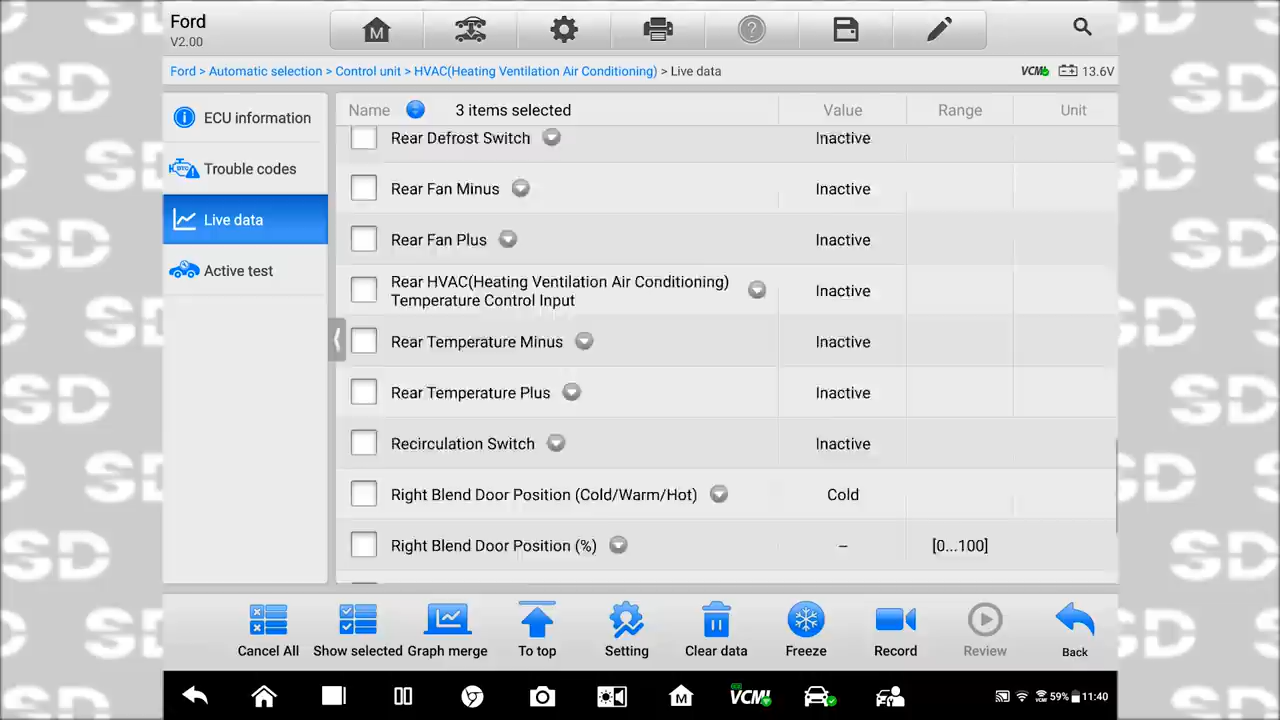 Ford
V2.00
M
?
Ford > Automatic selection > Control unit > HVAC(Heating Ventilation Air Conditioning) > Live data
VCMI
13.6V
ECU information
Trouble codes
Live data
Active test
Name 3 items selected Value Range Unit
Rear Defrost Switch Inactive
Rear Fan Minus Inactive
Rear Fan Plus Inactive
Rear HVAC(Heating Ventilation Air Conditioning)
Temperature Control Input Inactive
Rear Temperature Minus Inactive
Rear Temperature Plus Inactive
Recirculation Switch Inactive
Right Blend Door Position (Cold/Warm/Hot) Cold
Right Blend Door Position (%) – [0...100]
Cancel All Show selected Graph merge To top Setting Clear data Freeze Record Review Back
M VCMI 59% 11:40
SD